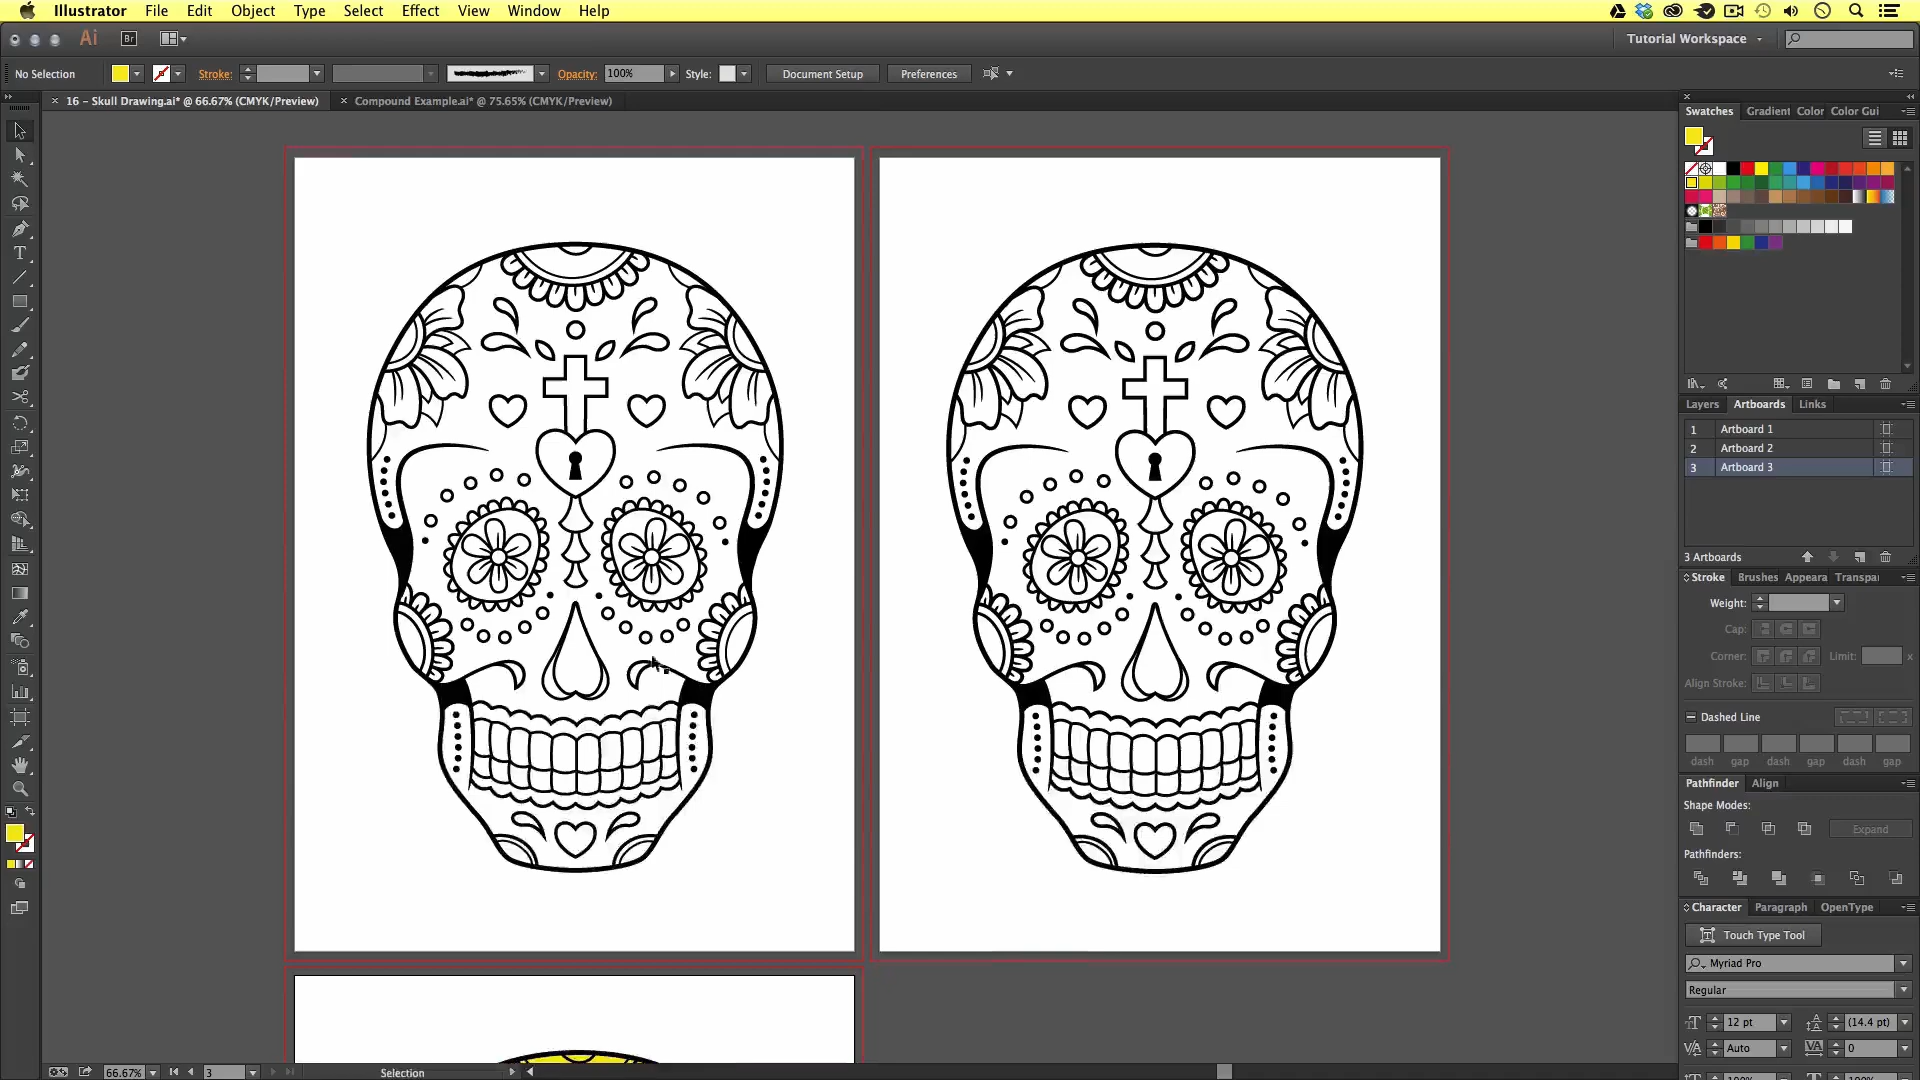 Illustrator File Edit Object Type Select Effect View Window Help
Ai Br Tutorial Workspace
No Selection Stroke: Opacity: 100% Style: Document Setup Preferences
16 - Skull Drawing.ai* @ 66.67% (CMYK/Preview) Compound Example.ai* @ 75.65% (CMYK/Preview)
Swatches Gradient Color Color Gui
Layers Artboards Links
1 Artboard 1
2 Artboard 2
3 Artboard 3
3 Artboards
Stroke Brushes Appeara Transpa
Weight:
Cap:
Corner: Limit: x
Align Stroke:
Dashed Line
dash gap dash gap dash gap
Pathfinder Align
Shape Modes:
Expand
Pathfinders:
Character Paragraph OpenType
Touch Type Tool
Myriad Pro
Regular
12 pt (14.4 pt)
Auto 0
66.67% 3 Selection